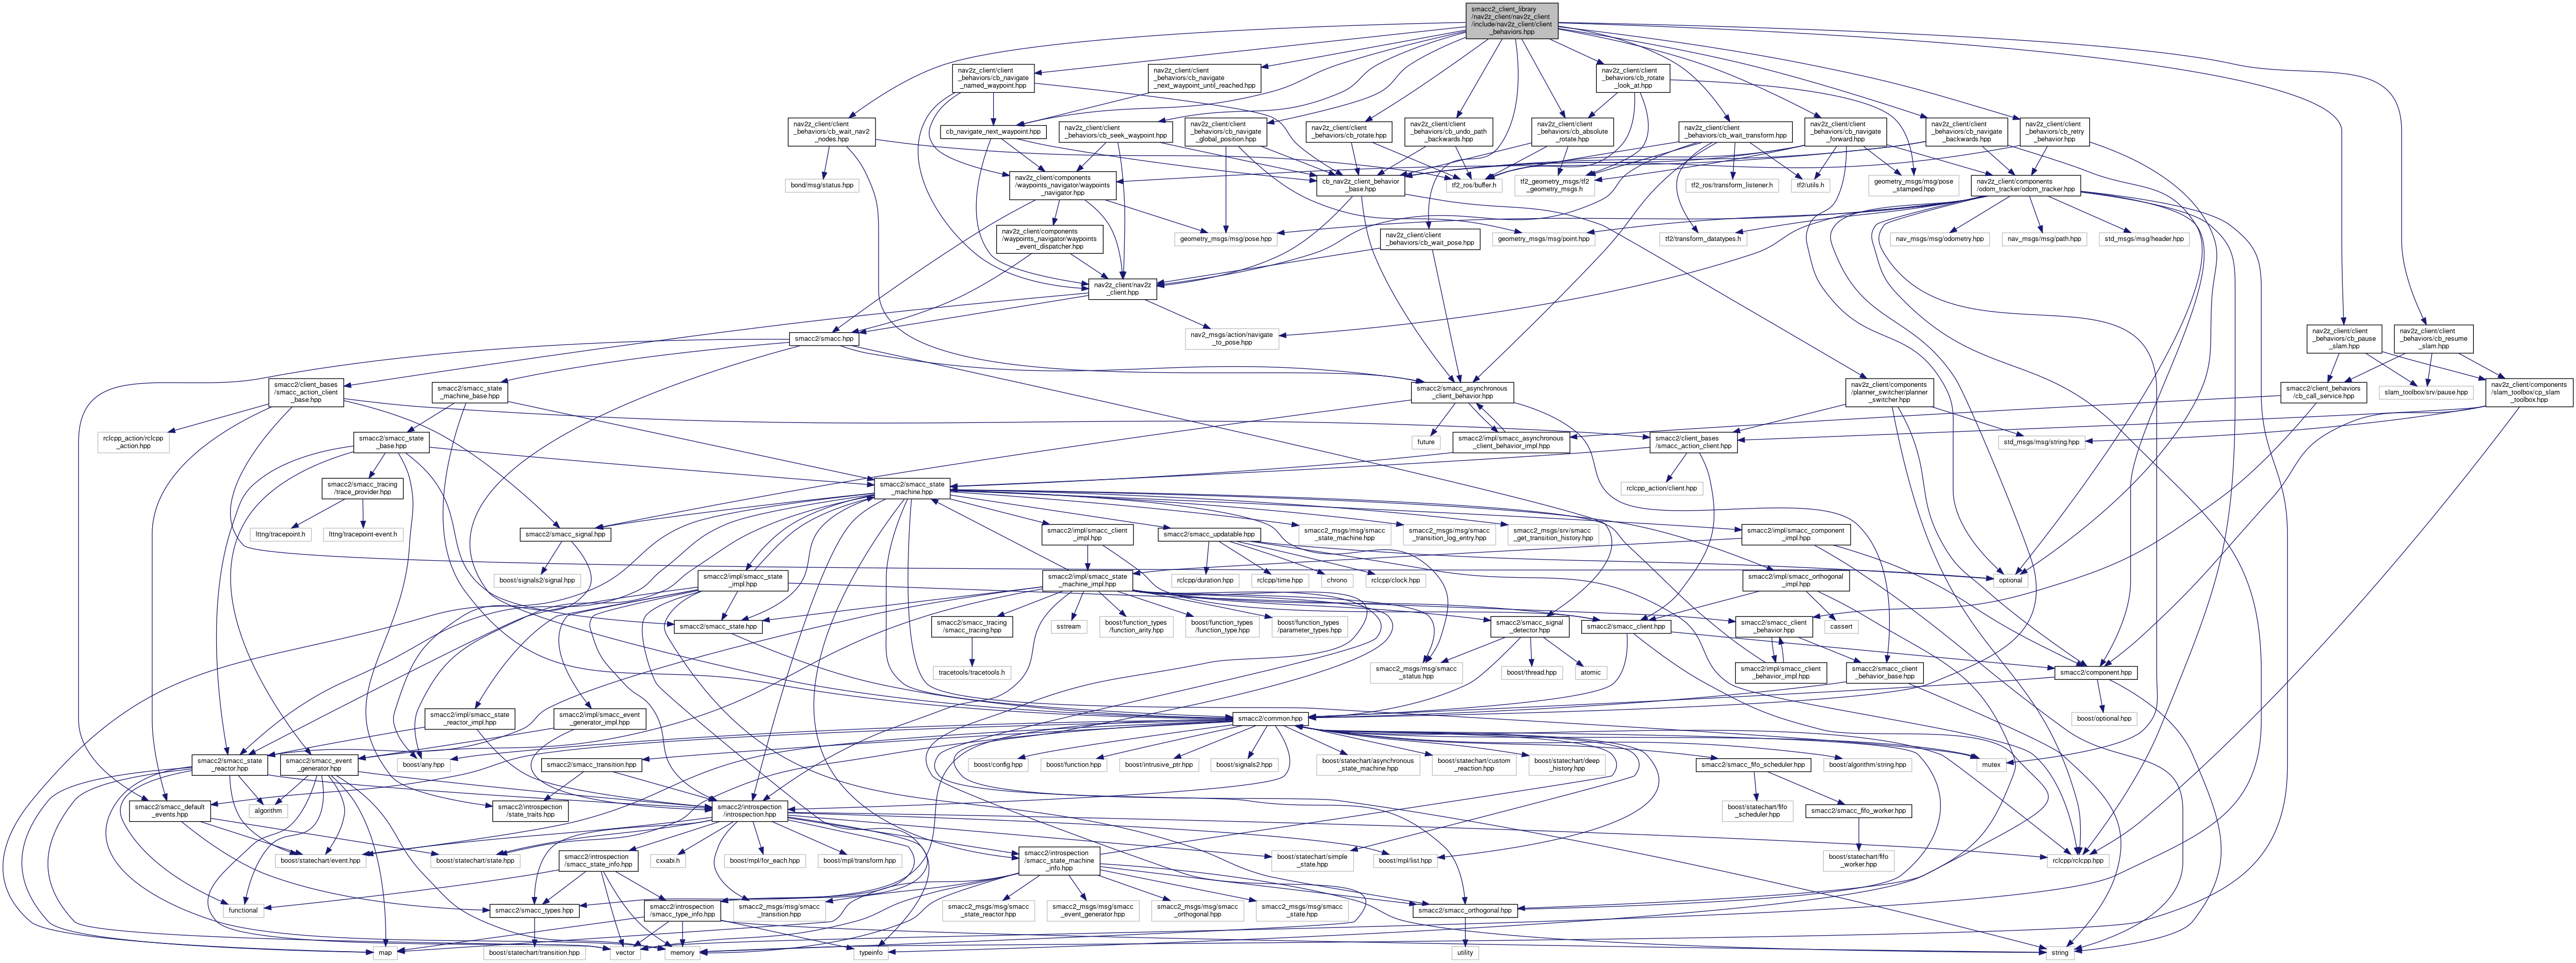 smacc2_client_library
/nav2z_client/nav2z_client
/include/nav2z_client/client
_behaviors.hpp
nav2z_client/client
_behaviors/cb_navigate
_named_waypoint.hpp
nav2z_client/client
_behaviors/cb_navigate
_next_waypoint_until_reached.hpp
nav2z_client/client
_behaviors/cb_rotate
_look_at.hpp
nav2z_client/client
_behaviors/cb_wait_nav2
_nodes.hpp
cb_navigate_next_waypoint.hpp
nav2z_client/client
_behaviors/cb_seek_waypoint.hpp
nav2z_client/client
_behaviors/cb_navigate
_global_position.hpp
nav2z_client/client
_behaviors/cb_rotate.hpp
nav2z_client/client
_behaviors/cb_undo_path
_backwards.hpp
nav2z_client/client
_behaviors/cb_absolute
_rotate.hpp
nav2z_client/client
_behaviors/cb_wait_transform.hpp
nav2z_client/client
_behaviors/cb_navigate
_forward.hpp
nav2z_client/client
_behaviors/cb_navigate
_backwards.hpp
nav2z_client/client
_behaviors/cb_retry
_behavior.hpp
bond/msg/status.hpp
nav2z_client/components
/waypoints_navigator/waypoints
_navigator.hpp
cb_nav2z_client_behavior
_base.hpp
tf2_ros/buffer.h
tf2_geometry_msgs/tf2
_geometry_msgs.h
tf2_ros/transform_listener.h
tf2/utils.h
geometry_msgs/msg/pose
_stamped.hpp
nav2z_client/components
/odom_tracker/odom_tracker.hpp
nav2z_client/components
/waypoints_navigator/waypoints
_event_dispatcher.hpp
geometry_msgs/msg/pose.hpp
nav2z_client/client
_behaviors/cb_wait_pose.hpp
geometry_msgs/msg/point.hpp
tf2/transform_datatypes.h
nav_msgs/msg/odometry.hpp
nav_msgs/msg/path.hpp
std_msgs/msg/header.hpp
nav2z_client/nav2z
_client.hpp
smacc2/smacc.hpp
nav2_msgs/action/navigate
_to_pose.hpp
nav2z_client/client
_behaviors/cb_pause
_slam.hpp
nav2z_client/client
_behaviors/cb_resume
_slam.hpp
smacc2/client_bases
/smacc_action_client
_base.hpp
smacc2/smacc_state
_machine_base.hpp
smacc2/smacc_asynchronous
_client_behavior.hpp
nav2z_client/components
/planner_switcher/planner
_switcher.hpp
smacc2/client_behaviors
/cb_call_service.hpp
slam_toolbox/srv/pause.hpp
nav2z_client/components
/slam_toolbox/cp_slam
_toolbox.hpp
rclcpp_action/rclcpp
_action.hpp
smacc2/smacc_state
_base.hpp
future
smacc2/impl/smacc_asynchronous
_client_behavior_impl.hpp
smacc2/client_bases
/smacc_action_client.hpp
std_msgs/msg/string.hpp
smacc2/smacc_tracing
/trace_provider.hpp
smacc2/smacc_state
_machine.hpp
rclcpp_action/client.hpp
lttng/tracepoint.h
lttng/tracepoint-event.h
smacc2/smacc_signal.hpp
smacc2/impl/smacc_client
_impl.hpp
smacc2/smacc_updatable.hpp
smacc2_msgs/msg/smacc
_state_machine.hpp
smacc2_msgs/msg/smacc
_transition_log_entry.hpp
smacc2_msgs/srv/smacc
_get_transition_history.hpp
smacc2/impl/smacc_component
_impl.hpp
boost/signals2/signal.hpp
smacc2/impl/smacc_state
_impl.hpp
smacc2/impl/smacc_state
_machine_impl.hpp
rclcpp/duration.hpp
rclcpp/time.hpp
chrono
rclcpp/clock.hpp
smacc2/impl/smacc_orthogonal
_impl.hpp
optional
smacc2/smacc_state.hpp
smacc2/smacc_tracing
/smacc_tracing.hpp
sstream
boost/function_types
/function_arity.hpp
boost/function_types
/function_type.hpp
boost/function_types
/parameter_types.hpp
smacc2/smacc_signal
_detector.hpp
smacc2/smacc_client.hpp
smacc2/smacc_client
_behavior.hpp
cassert
tracetools/tracetools.h
smacc2_msgs/msg/smacc
_status.hpp
boost/thread.hpp
atomic
smacc2/impl/smacc_client
_behavior_impl.hpp
smacc2/smacc_client
_behavior_base.hpp
smacc2/component.hpp
smacc2/impl/smacc_state
_reactor_impl.hpp
smacc2/impl/smacc_event
_generator_impl.hpp
smacc2/common.hpp
boost/optional.hpp
smacc2/smacc_state
_reactor.hpp
smacc2/smacc_event
_generator.hpp
boost/any.hpp
smacc2/smacc_transition.hpp
boost/config.hpp
boost/function.hpp
boost/intrusive_ptr.hpp
boost/signals2.hpp
boost/statechart/asynchronous
_state_machine.hpp
boost/statechart/custom
_reaction.hpp
boost/statechart/deep
_history.hpp
smacc2/smacc_fifo_scheduler.hpp
boost/algorithm/string.hpp
mutex
smacc2/smacc_default
_events.hpp
algorithm
smacc2/introspection
/state_traits.hpp
smacc2/introspection
/introspection.hpp
boost/statechart/fifo
_scheduler.hpp
smacc2/smacc_fifo_worker.hpp
boost/statechart/event.hpp
boost/statechart/state.hpp
smacc2/introspection
/smacc_state_info.hpp
cxxabi.h
boost/mpl/for_each.hpp
boost/mpl/transform.hpp
smacc2/introspection
/smacc_state_machine
_info.hpp
boost/statechart/simple
_state.hpp
boost/mpl/list.hpp
boost/statechart/fifo
_worker.hpp
rclcpp/rclcpp.hpp
functional
smacc2/smacc_types.hpp
smacc2/introspection
/smacc_type_info.hpp
smacc2_msgs/msg/smacc
_transition.hpp
smacc2_msgs/msg/smacc
_state_reactor.hpp
smacc2_msgs/msg/smacc
_event_generator.hpp
smacc2_msgs/msg/smacc
_orthogonal.hpp
smacc2_msgs/msg/smacc
_state.hpp
smacc2/smacc_orthogonal.hpp
map
boost/statechart/transition.hpp
vector
memory
typeinfo
utility
string